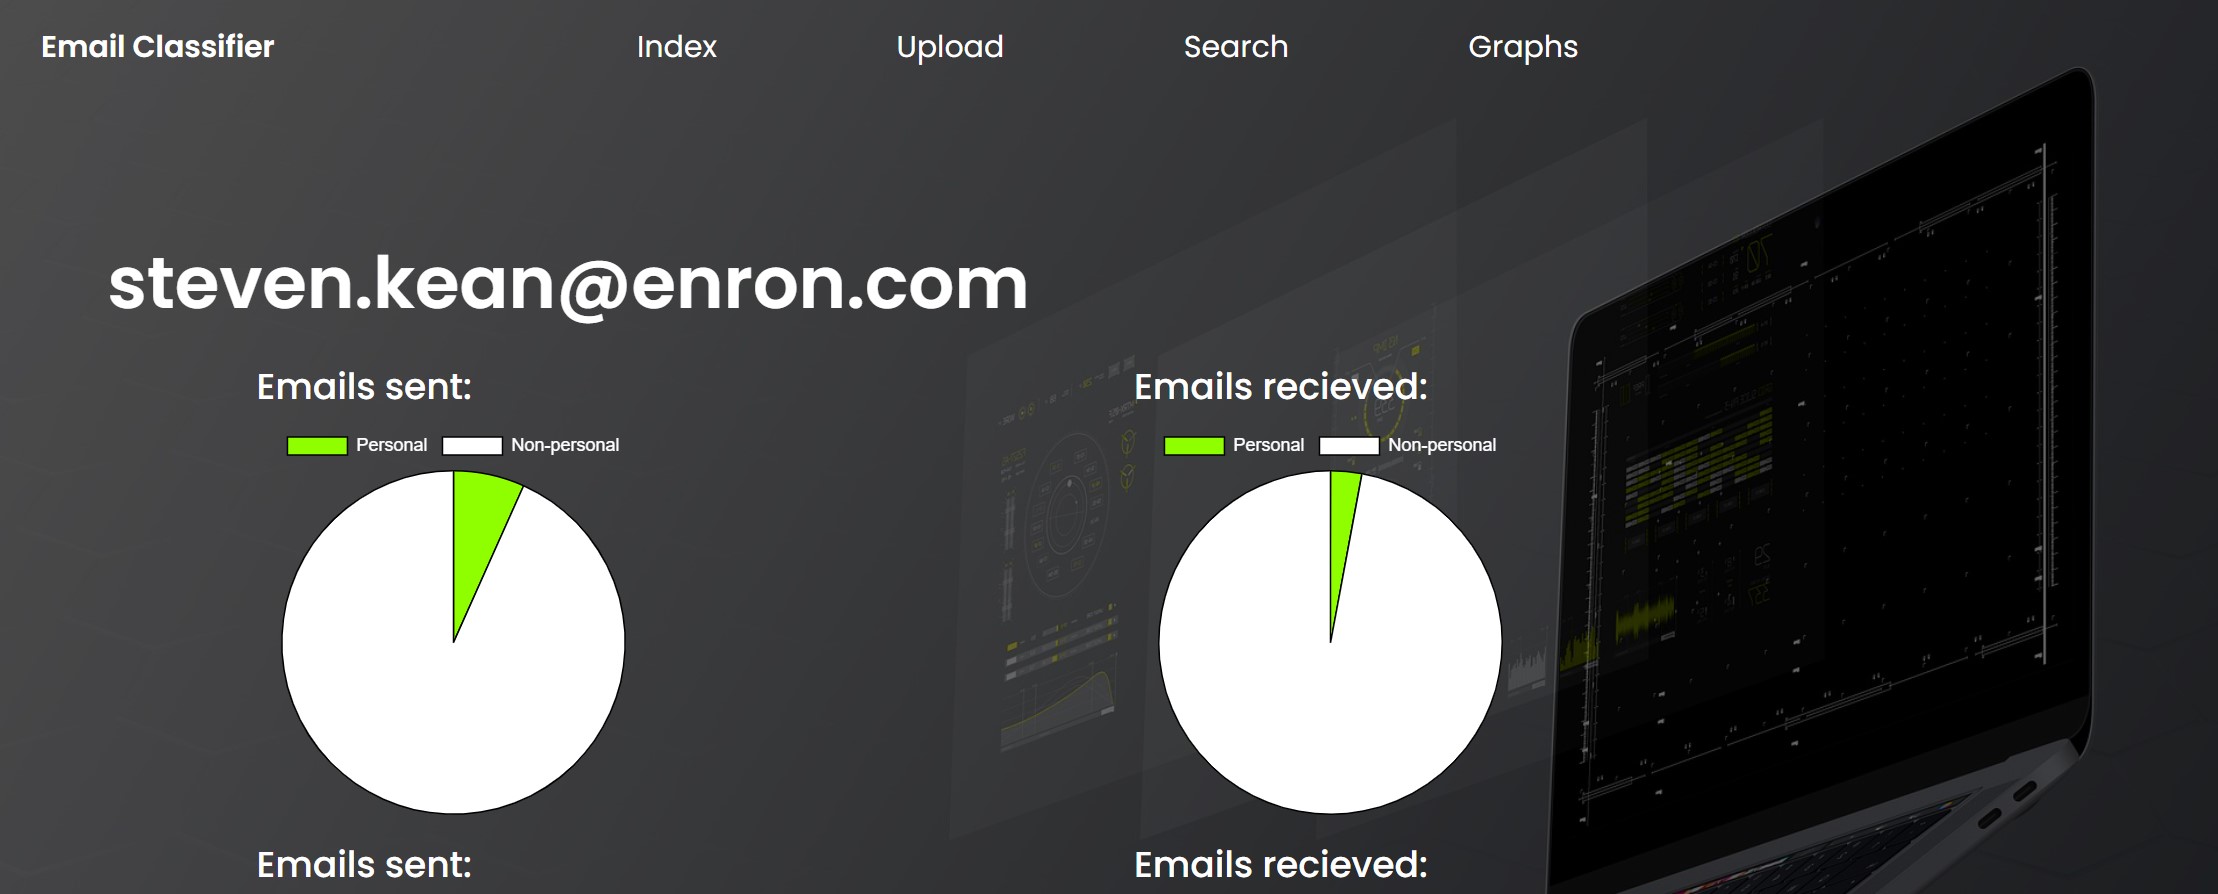 Email Classifier Index Upload Search Graphs
steven.kean@enron.com
Emails sent: Emails recieved:
Personal Non-personal Personal Non-personal
Emails sent: Emails recieved: